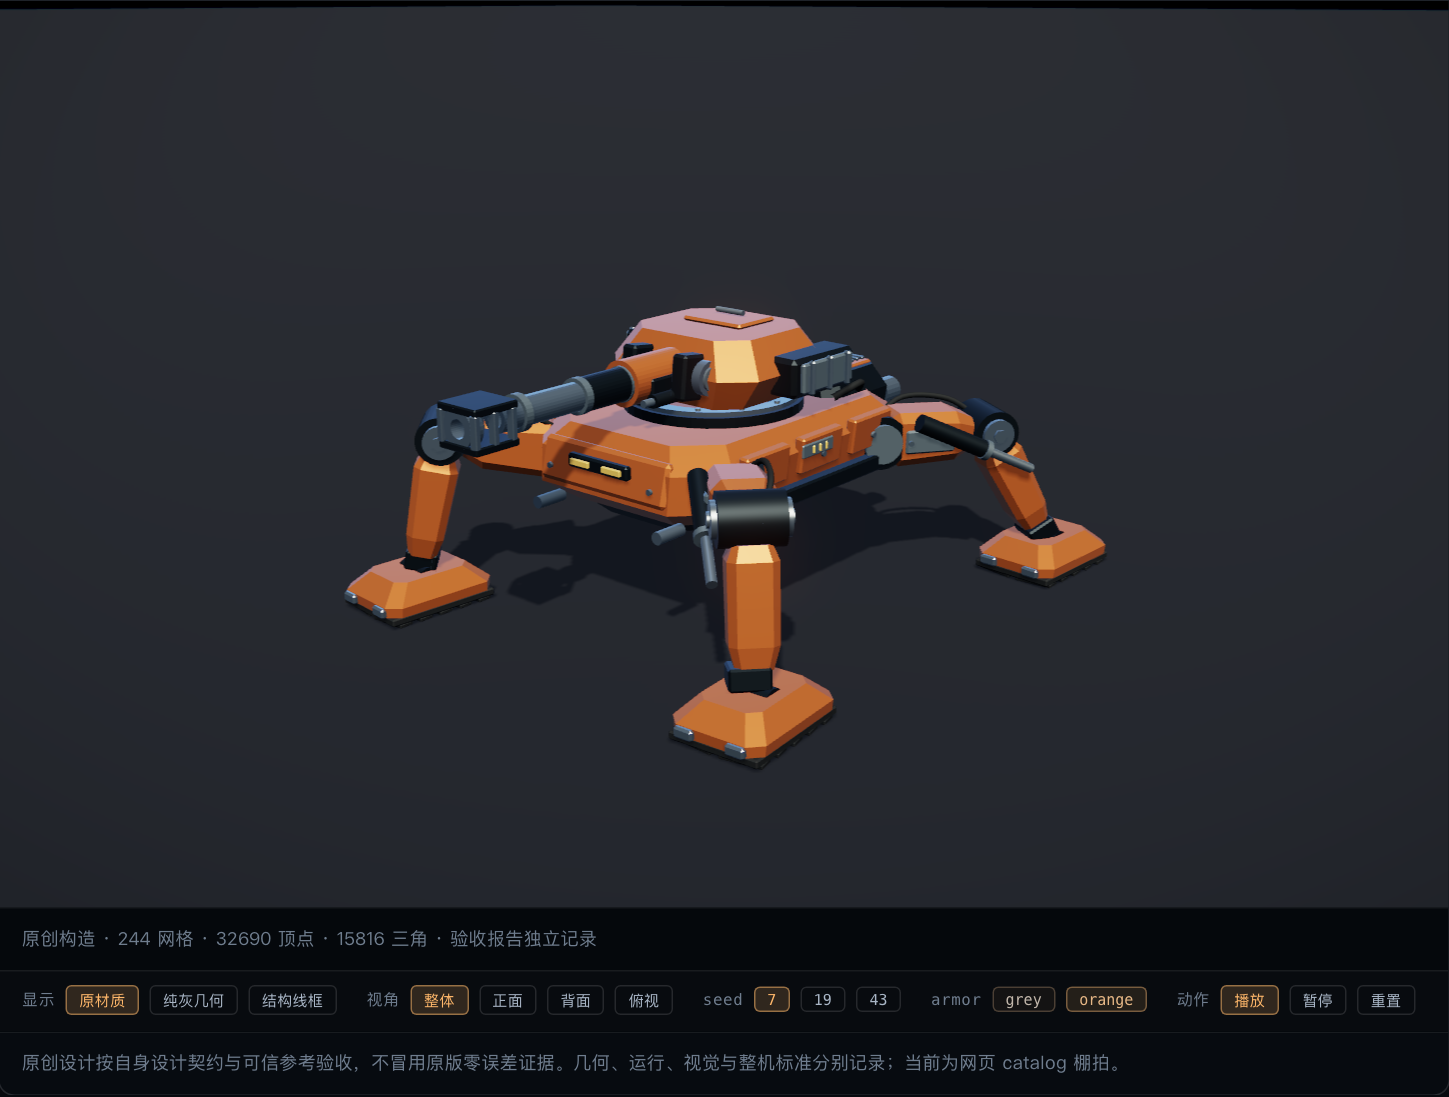 原创构造 · 244 网格 · 32690 顶点 · 15816 三角 · 验收报告独立记录
显示 原材质 纯灰几何 结构线框 视角 整体 正面 背面 俯视 seed 7 19 43 armor grey orange 动作 播放 暂停 重置
原创设计按自身设计契约与可信参考验收，不冒用原版零误差证据。几何、运行、视觉与整机标准分别记录；当前为网页 catalog 棚拍。